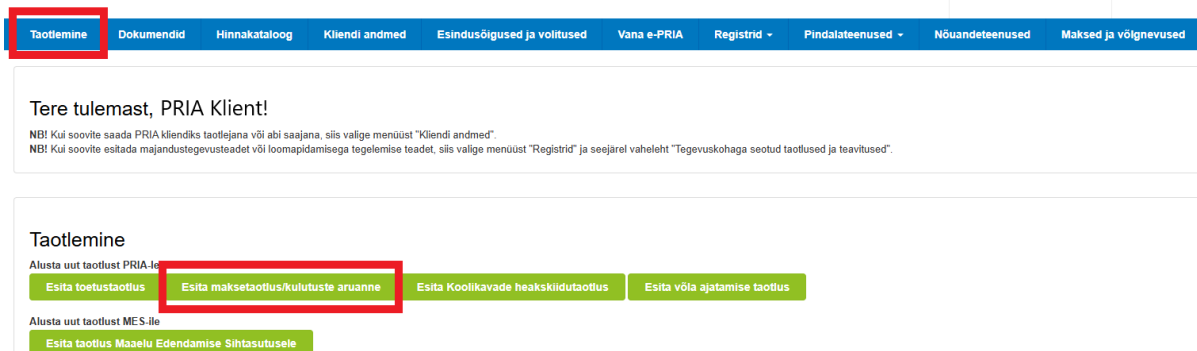 Taotlemine Dokumendid Hinnakataloog Kliendi andmed Esindusõigused ja volitused Vana e-PRIA Registrid Pindalateenused Nõuandeteenused Maksed ja võlgnevused
Tere tulemast, PRIA Klient!
NB! Kui soovite saada PRIA kliendiks taotlejana või abi saajana, siis valige menüüst "Kliendi andmed".
NB! Kui soovite esitada majandustegevusteadet või loomapidamisega tegelemise teadet, siis valige menüüst "Registrid" ja seejärel vaheleht "Tegevuskohaga seotud taotlused ja teavitused".
Taotlemine
Alusta uut taotlust PRIA-le
Esita toetustaotlus Esita maksetaotlus/kulutuste aruanne Esita Koolikavade heakskiidutaotlus Esita võla ajatamise taotlus
Alusta uut taotlust MES-ile
Esita taotlus Maaelu Edendamise Sihtasutusele